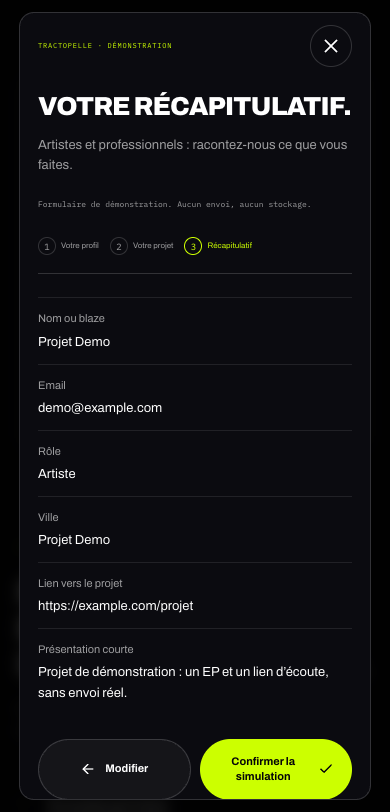 TRACTOPELLE - DÉMONSTRATION
VOTRE RÉCAPITULATIF.
Artistes et professionnels : racontez-nous ce que vous
faites.
Formulaire de démonstration. Aucun envoi, aucun stockage.
1 Votre profil 2 Votre projet 3 Récapitulatif
Nom ou blaze
Projet Demo
Email
demo@example.com
Rôle
Artiste
Ville
Projet Demo
Lien vers le projet
https://example.com/projet
Présentation courte
Projet de démonstration : un EP et un lien d’écoute,
sans envoi réel.
Modifier
Confirmer la
simulation